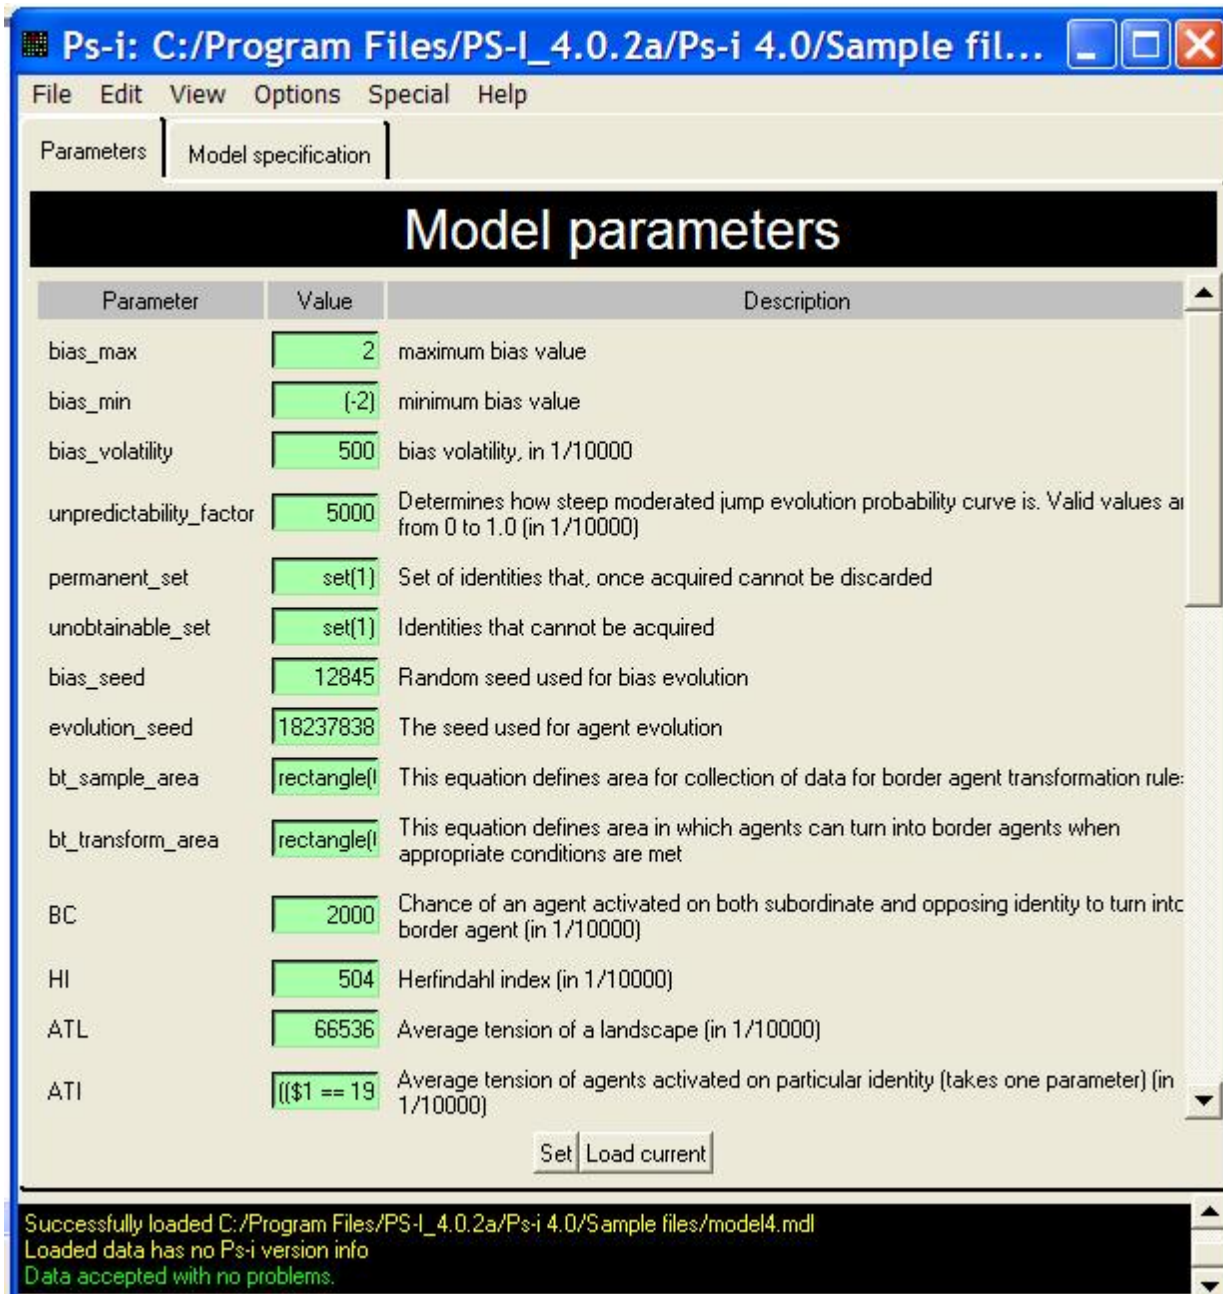 Ps-i: C:/Program Files/PS-I_4.0.2a/Ps-i 4.0/Sample fil...
File Edit View Options Special Help
Parameters Model specification
Model parameters
Parameter Value Description
bias_max 2 maximum bias value
bias_min (-2) minimum bias value
bias_volatility 500 bias volatility, in 1/10000
unpredictability_factor 5000 Determines how steep moderated jump evolution probability curve is. Valid values ar
from 0 to 1.0 (in 1/10000)
permanent_set set(1) Set of identities that, once acquired cannot be discarded
unobtainable_set set(1) Identities that cannot be acquired
bias_seed 12845 Random seed used for bias evolution
evolution_seed 18237838 The seed used for agent evolution
bt_sample_area rectangle( This equation defines area for collection of data for border agent transformation rule
bt_transform_area rectangle( This equation defines area in which agents can turn into border agents when
appropriate conditions are met
BC 2000 Chance of an agent activated on both subordinate and opposing identity to turn into
border agent (in 1/10000)
HI 504 Herfindahl index (in 1/10000)
ATL 66536 Average tension of a landscape (in 1/10000)
ATI (($1 == 19 Average tension of agents activated on particular identity (takes one parameter) (in
1/10000)
Set Load current
Successfully loaded C:/Program Files/PS-I_4.0.2a/Ps-i 4.0/Sample files/model4.mdl
Loaded data has no Ps-i version info
Data accepted with no problems.